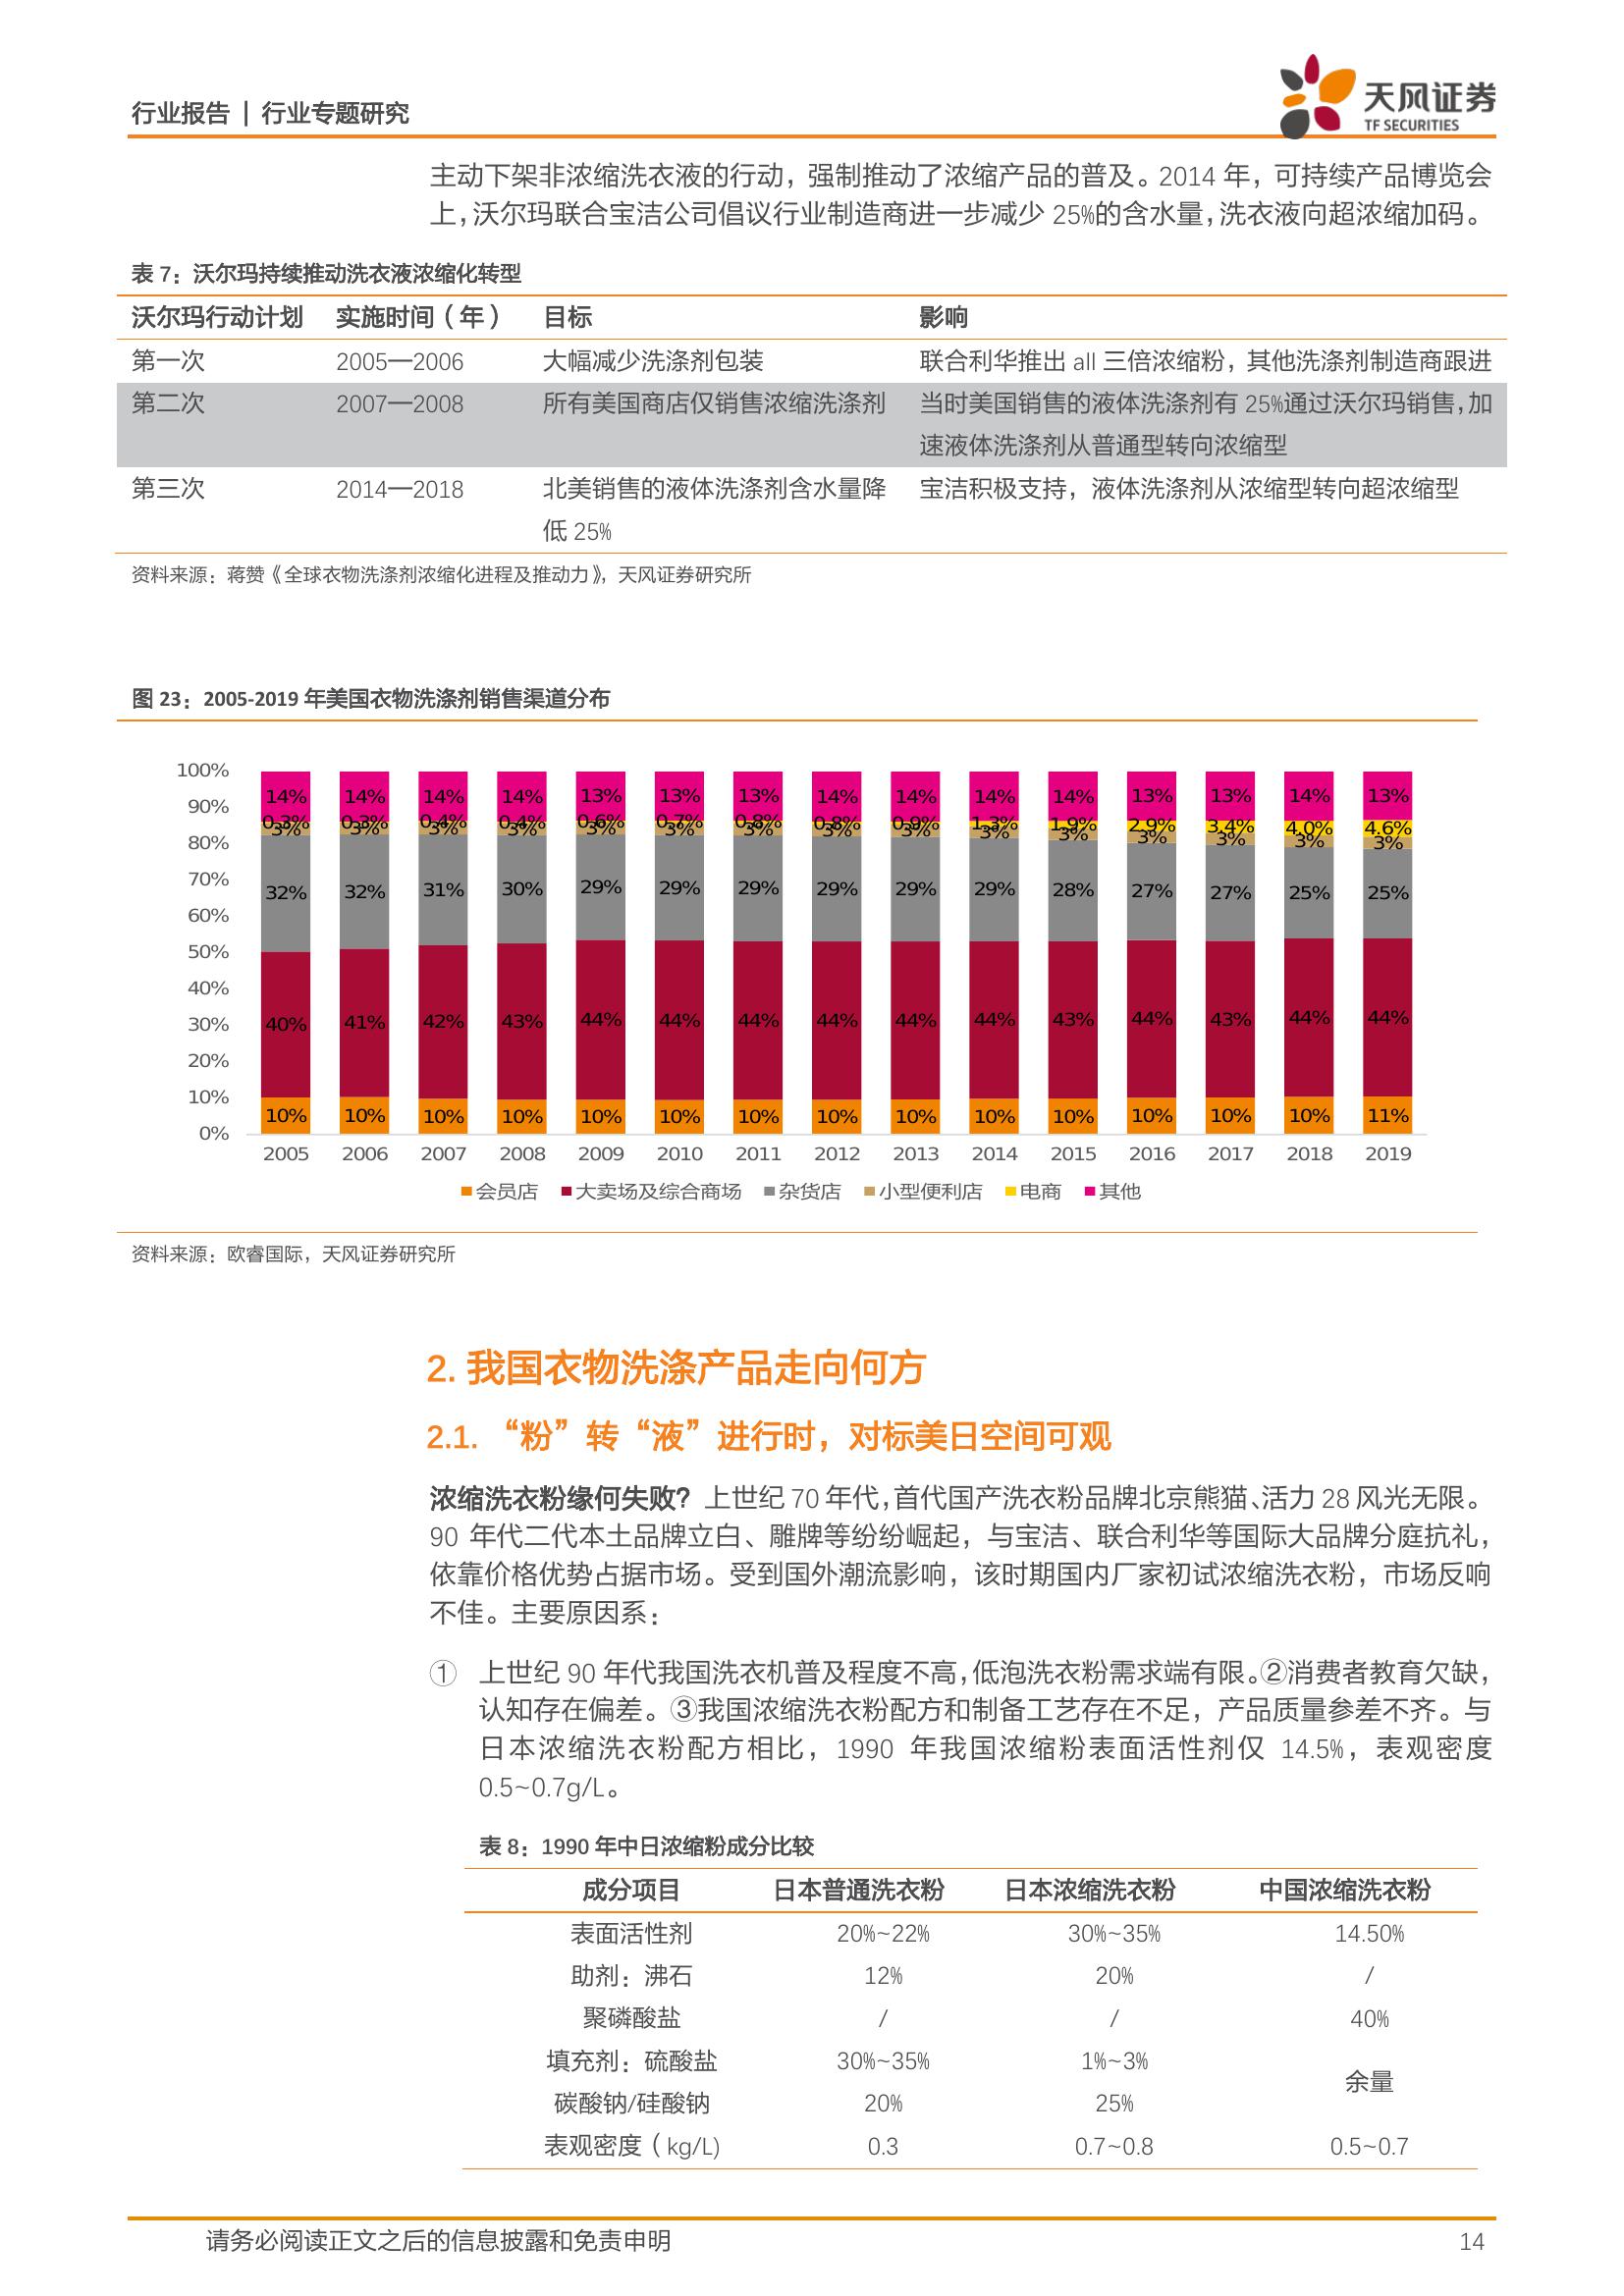 行业报告 | 行业专题研究
天风证券
TF SECURITIES
主动下架非浓缩洗衣液的行动，强制推动了浓缩产品的普及。2014 年，可持续产品博览会
上，沃尔玛联合宝洁公司倡议行业制造商进一步减少 25%的含水量，洗衣液向超浓缩加码。
表 7：沃尔玛持续推动洗衣液浓缩化转型
沃尔玛行动计划 实施时间（年） 目标 影响
第一次 2005—2006 大幅减少洗涤剂包装 联合利华推出 all 三倍浓缩粉，其他洗涤剂制造商跟进
第二次 2007—2008 所有美国商店仅销售浓缩洗涤剂 当时美国销售的液体洗涤剂有 25%通过沃尔玛销售，加
速液体洗涤剂从普通型转向浓缩型
第三次 2014—2018 北美销售的液体洗涤剂含水量降 宝洁积极支持，液体洗涤剂从浓缩型转向超浓缩型
低 25%
资料来源：蒋赞《全球衣物洗涤剂浓缩化进程及推动力》，天风证券研究所
图 23：2005-2019 年美国衣物洗涤剂销售渠道分布
100%
90%
80%
70%
60%
50%
40%
30%
20%
10%
0%
14% 14% 14% 14% 13% 13% 13% 14% 14% 14% 14% 13% 13% 14% 13%
0.3% 0.3% 0.4% 0.4% 0.6% 0.7% 0.8% 0.8% 0.9% 1.3% 1.9% 2.9% 3.4% 4.0% 4.6%
3% 3% 3% 3% 3% 3% 3% 3% 3% 3% 3% 3% 3% 3% 3%
32% 32% 31% 30% 29% 29% 29% 29% 29% 29% 28% 27% 27% 25% 25%
40% 41% 42% 43% 44% 44% 44% 44% 44% 44% 43% 44% 43% 44% 44%
10% 10% 10% 10% 10% 10% 10% 10% 10% 10% 10% 10% 10% 10% 11%
2005 2006 2007 2008 2009 2010 2011 2012 2013 2014 2015 2016 2017 2018 2019
会员店 大卖场及综合商场 杂货店 小型便利店 电商 其他
资料来源：欧睿国际，天风证券研究所
2. 我国衣物洗涤产品走向何方
2.1. “粉”转“液”进行时，对标美日空间可观
浓缩洗衣粉缘何失败？上世纪 70 年代，首代国产洗衣粉品牌北京熊猫、活力 28 风光无限。
90 年代二代本土品牌立白、雕牌等纷纷崛起，与宝洁、联合利华等国际大品牌分庭抗礼，
依靠价格优势占据市场。受到国外潮流影响，该时期国内厂家初试浓缩洗衣粉，市场反响
不佳。主要原因系：
① 上世纪 90 年代我国洗衣机普及程度不高，低泡洗衣粉需求端有限。②消费者教育欠缺，
认知存在偏差。③我国浓缩洗衣粉配方和制备工艺存在不足，产品质量参差不齐。与
日本浓缩洗衣粉配方相比，1990 年我国浓缩粉表面活性剂仅 14.5%，表观密度
0.5~0.7g/L。
表 8：1990 年中日浓缩粉成分比较
成分项目 日本普通洗衣粉 日本浓缩洗衣粉 中国浓缩洗衣粉
表面活性剂 20%~22% 30%~35% 14.50%
助剂：沸石 12% 20% /
聚磷酸盐 / / 40%
填充剂：硫酸盐 30%~35% 1%~3%
余量
碳酸钠/硅酸钠 20% 25%
表观密度（kg/L) 0.3 0.7~0.8 0.5~0.7
请务必阅读正文之后的信息披露和免责申明 14